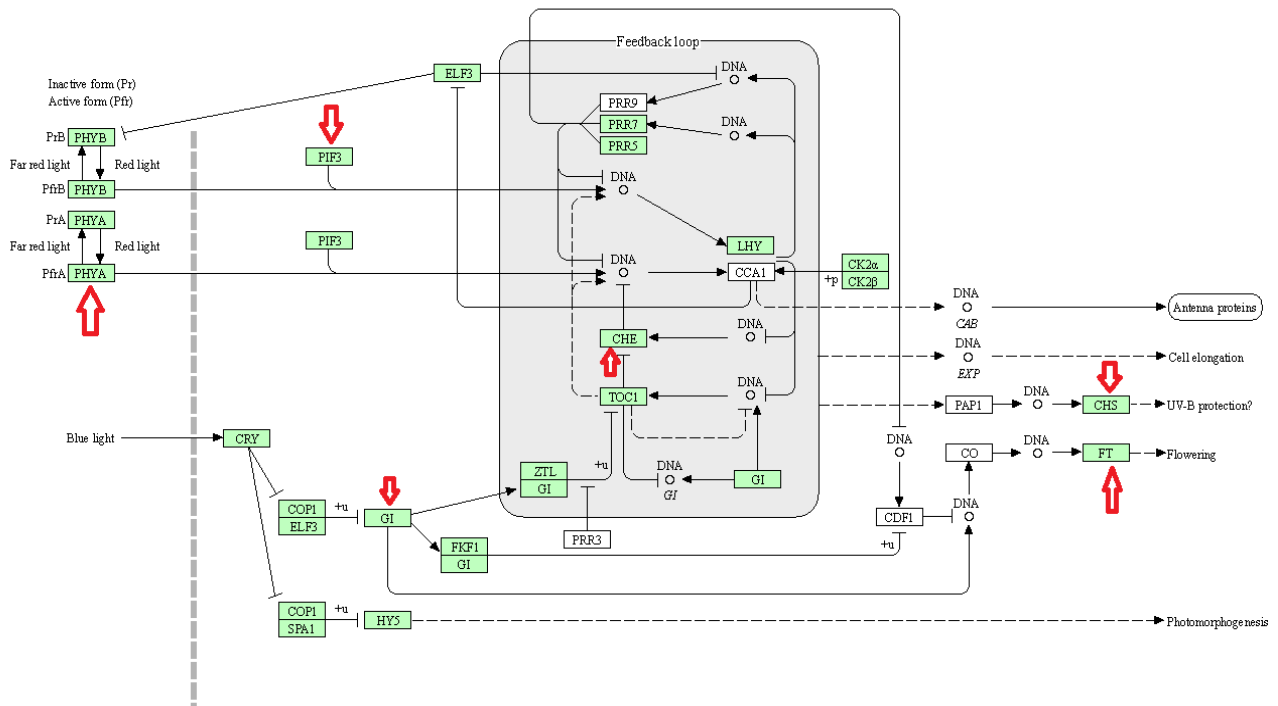 Feedback loop
Inactive form (Pr)
Active form (Pfr)
ELF3
DNA
PRR9
PRR7
DNA
PRR5
PrB PHYB
Far red light Red light
PfrB PHYB
PIF3
DNA
PrA PHYA
Far red light Red light
PfrA PHYA
PIF3
LHY
DNA
CCA1
CK2α
+p CK2β
DNA
CAB
Antenna proteins
CHE
DNA
DNA
EXP
Cell elongation
TOC1
DNA
PAP1
DNA
CHS
UV-B protection?
Blue light
CRY
DNA
CO
DNA
FT
Flowering
ZTL
GI
+u
DNA
GI
GI
COP1
ELF3
+u
GI
CDF1
DNA
PRR3
FKF1
GI
+u
COP1
SPA1
+u
HY5
Photomorphogenesis